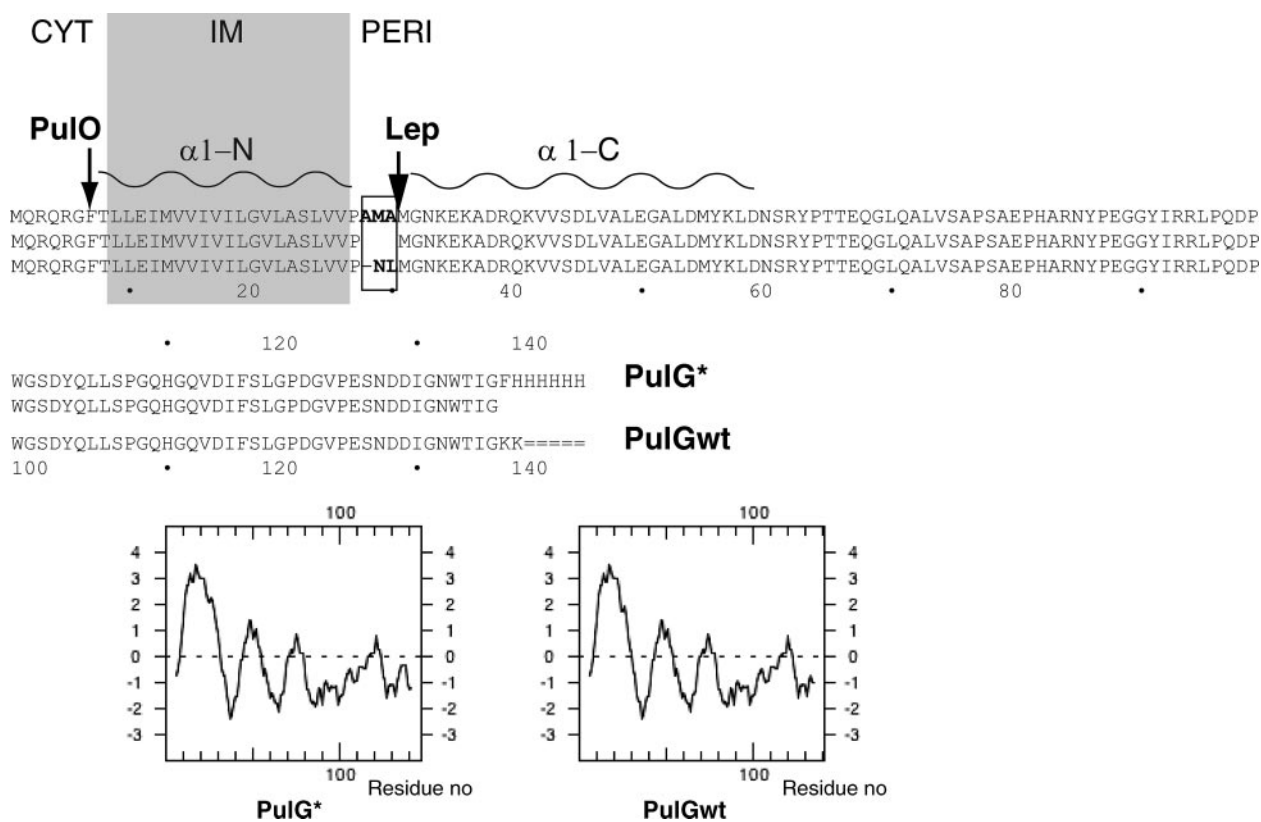 CYT IM PERI
PulO Lep
α1–N α 1–C
MQRQRGFTLLEIMVVIVILGVLASLVVPAMAMGNKEKADRQKVVSDLVALEGALDMYKLDNSRYPTTEQGLQALVSAPSAEPHARNYPEGGYIRRLPQDP
MQRQRGFTLLEIMVVIVILGVLASLVVP MGNKEKADRQKVVSDLVALEGALDMYKLDNSRYPTTEQGLQALVSAPSAEPHARNYPEGGYIRRLPQDP
MQRQRGFTLLEIMVVIVILGVLASLVVP-NLMGNKEKADRQKVVSDLVALEGALDMYKLDNSRYPTTEQGLQALVSAPSAEPHARNYPEGGYIRRLPQDP
• 20 • 40 • 60 • 80 •
• 120 • 140
WGSDYQLLSPGQHGQVDIFSLGPDGVPESNDDIGNWTIGFHHHHHH PulG*
WGSDYQLLSPGQHGQVDIFSLGPDGVPESNDDIGNWTIG
WGSDYQLLSPGQHGQVDIFSLGPDGVPESNDDIGNWTIGKK===== PulGwt
100 • 120 • 140
100 100
4 4 4 4
3 3 3 3
2 2 2 2
1 1 1 1
0 0 0 0
-1 -1 -1 -1
-2 -2 -2 -2
-3 -3 -3 -3
100 Residue no 100 Residue no
PulG* PulGwt